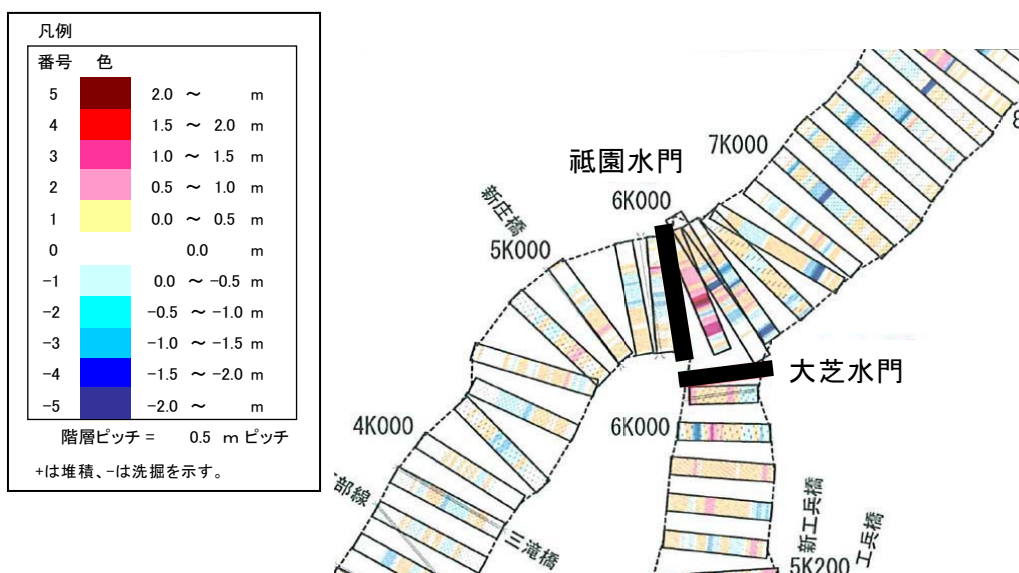 凡例
番号 色
5 2.0 ～ m
4 1.5 ～ 2.0 m
3 1.0 ～ 1.5 m
2 0.5 ～ 1.0 m
1 0.0 ～ 0.5 m
0 0.0 m
-1 0.0 ～ -0.5 m
-2 -0.5 ～ -1.0 m
-3 -1.0 ～ -1.5 m
-4 -1.5 ～ -2.0 m
-5 -2.0 ～ m
階層ピッチ = 0.5 m ピッチ
+は堆積、-は洗掘を示す。
8
7K000
祇園水門
6K000
新庄橋
5K000
大芝水門
4K000
6K000
部線
三滝橋
新工兵橋
工兵橋
5K200